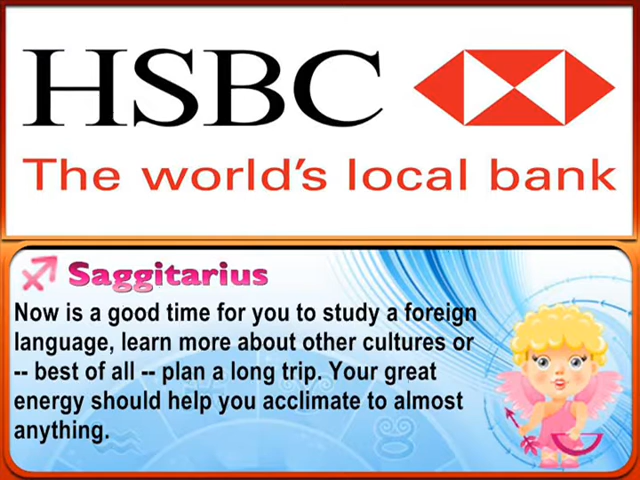 HSBC
The world's local bank
Saggitarius
Now is a good time for you to study a foreign
language, learn more about other cultures or
-- best of all -- plan a long trip. Your great
energy should help you acclimate to almost
anything.